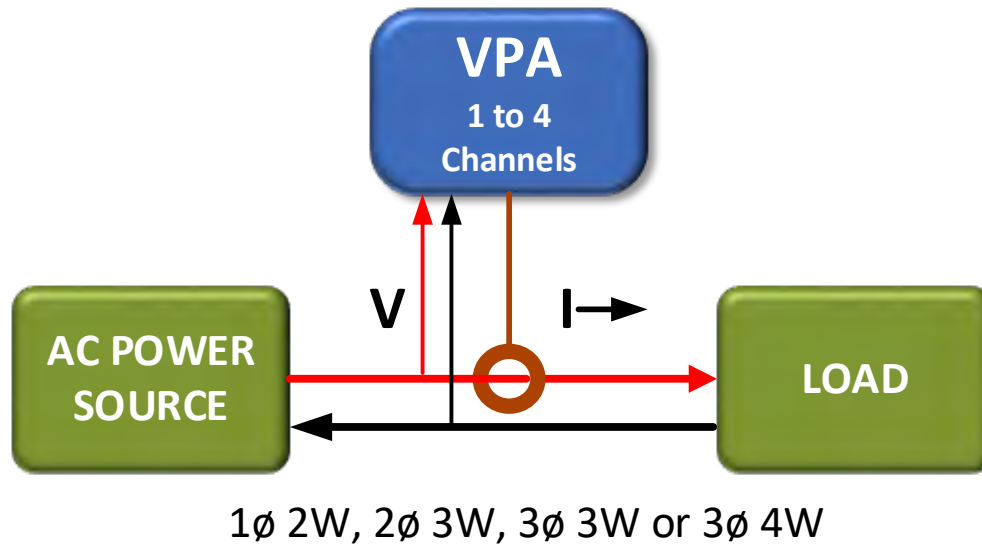 VPA
1 to 4
Channels
V
I
AC POWER
SOURCE
LOAD
1ø 2W, 2ø 3W, 3ø 3W or 3ø 4W